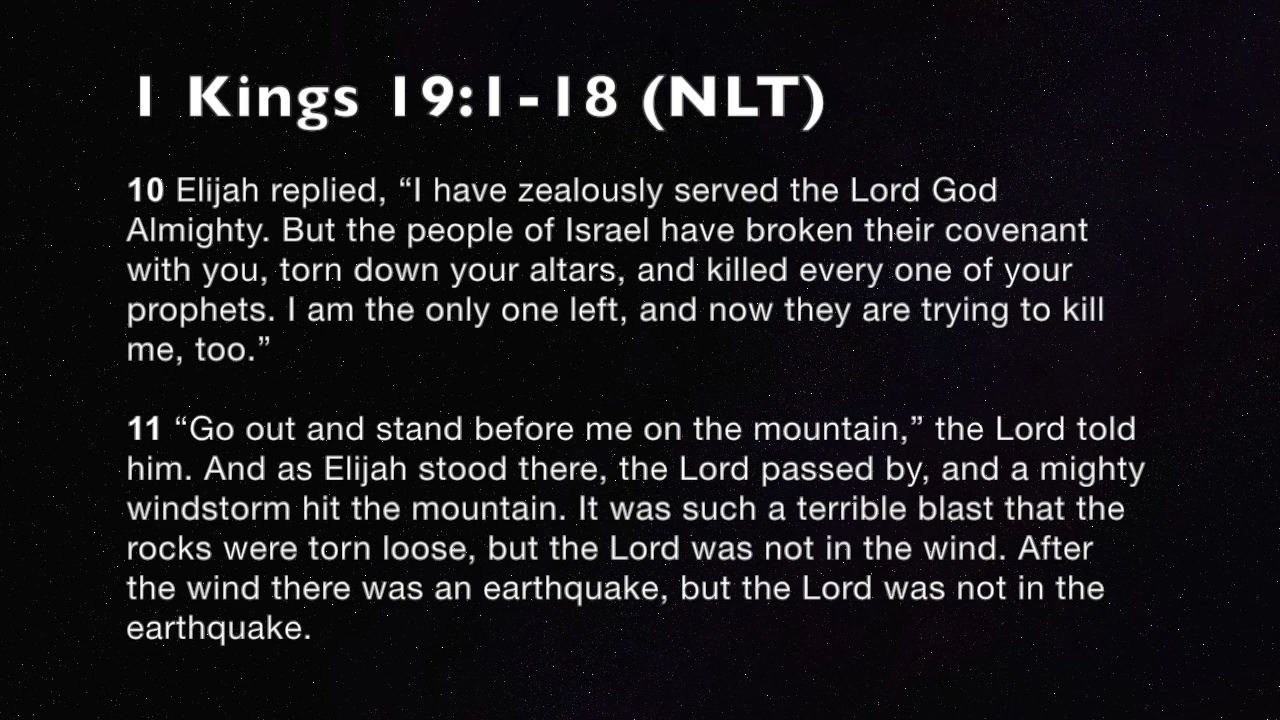 1 Kings 19:1-18 (NLT)
10 Elijah replied, “I have zealously served the Lord God
Almighty. But the people of Israel have broken their covenant
with you, torn down your altars, and killed every one of your
prophets. I am the only one left, and now they are trying to kill
me, too.”
11 “Go out and stand before me on the mountain,” the Lord told
him. And as Elijah stood there, the Lord passed by, and a mighty
windstorm hit the mountain. It was such a terrible blast that the
rocks were torn loose, but the Lord was not in the wind. After
the wind there was an earthquake, but the Lord was not in the
earthquake.